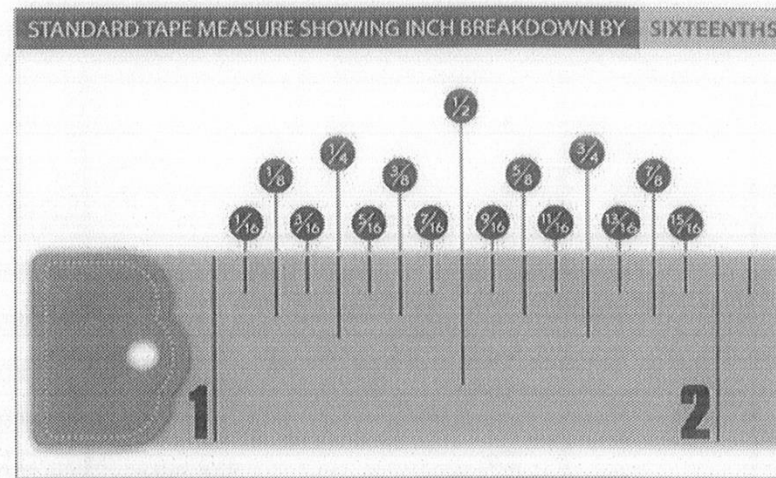 STANDARD TAPE MEASURE SHOWING INCH BREAKDOWN BY SIXTEENTHS
1/2
1/4 3/4
1/8 3/8 5/8 7/8
1/16 3/16 5/16 7/16 9/16 11/16 13/16 15/16
1 2